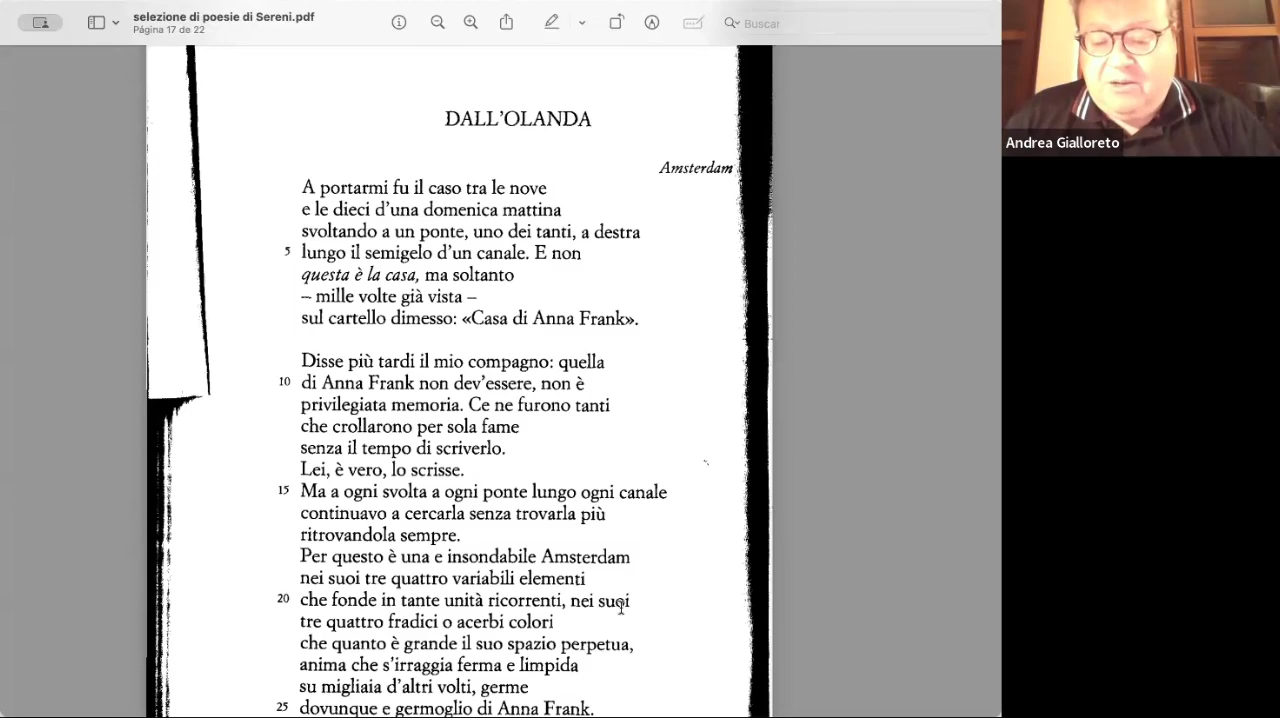 selezione di poesie di Sereni.pdf
Página 17 de 22
Buscar
Andrea Gialloreto
DALL'OLANDA
Amsterdam
A portarmi fu il caso tra le nove
e le dieci d'una domenica mattina
svoltando a un ponte, uno dei tanti, a destra
5 lungo il semigelo d'un canale. E non
questa è la casa, ma soltanto
– mille volte già vista –
sul cartello dimesso: «Casa di Anna Frank».
Disse più tardi il mio compagno: quella
10 di Anna Frank non dev'essere, non è
privilegiata memoria. Ce ne furono tanti
che crollarono per sola fame
senza il tempo di scriverlo.
Lei, è vero, lo scrisse.
15 Ma a ogni svolta a ogni ponte lungo ogni canale
continuavo a cercarla senza trovarla più
ritrovandola sempre.
Per questo è una e insondabile Amsterdam
nei suoi tre quattro variabili elementi
20 che fonde in tante unità ricorrenti, nei suoi
tre quattro fradici o acerbi colori
che quanto è grande il suo spazio perpetua,
anima che s'irraggia ferma e limpida
su migliaia d'altri volti, germe
25 dovunque e germoglio di Anna Frank.